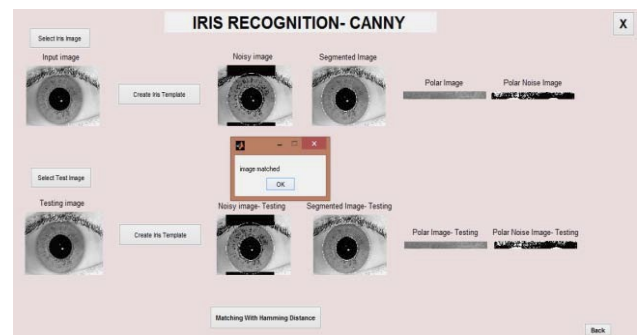 IRIS RECOGNITION- CANNY
X
Select Iris Image
Input image
Noisy image
Segmented Image
Create Iris Template
Polar Image
Polar Noise Image
image matched
OK
Select Test Image
Testing image
Noisy image- Testing
Segmented Image- Testing
Create Iris Template
Polar Image- Testing
Polar Noise Image- Testing
Matching With Hamming Distance
Back